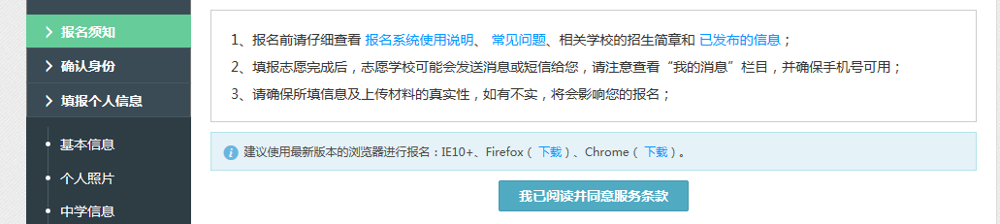 报名须知
确认身份
填报个人信息
基本信息
个人照片
中学信息
1、报名前请仔细查看 报名系统使用说明、 常见问题、相关学校的招生简章和 已发布的信息；
2、填报志愿完成后，志愿学校可能会发送消息或短信给您，请注意查看“我的消息”栏目，并确保手机号可用；
3、请确保所填信息及上传材料的真实性，如有不实，将会影响您的报名；
建议使用最新版本的浏览器进行报名：IE10+、Firefox（ 下载）、Chrome（ 下载）。
我已阅读并同意服务条款